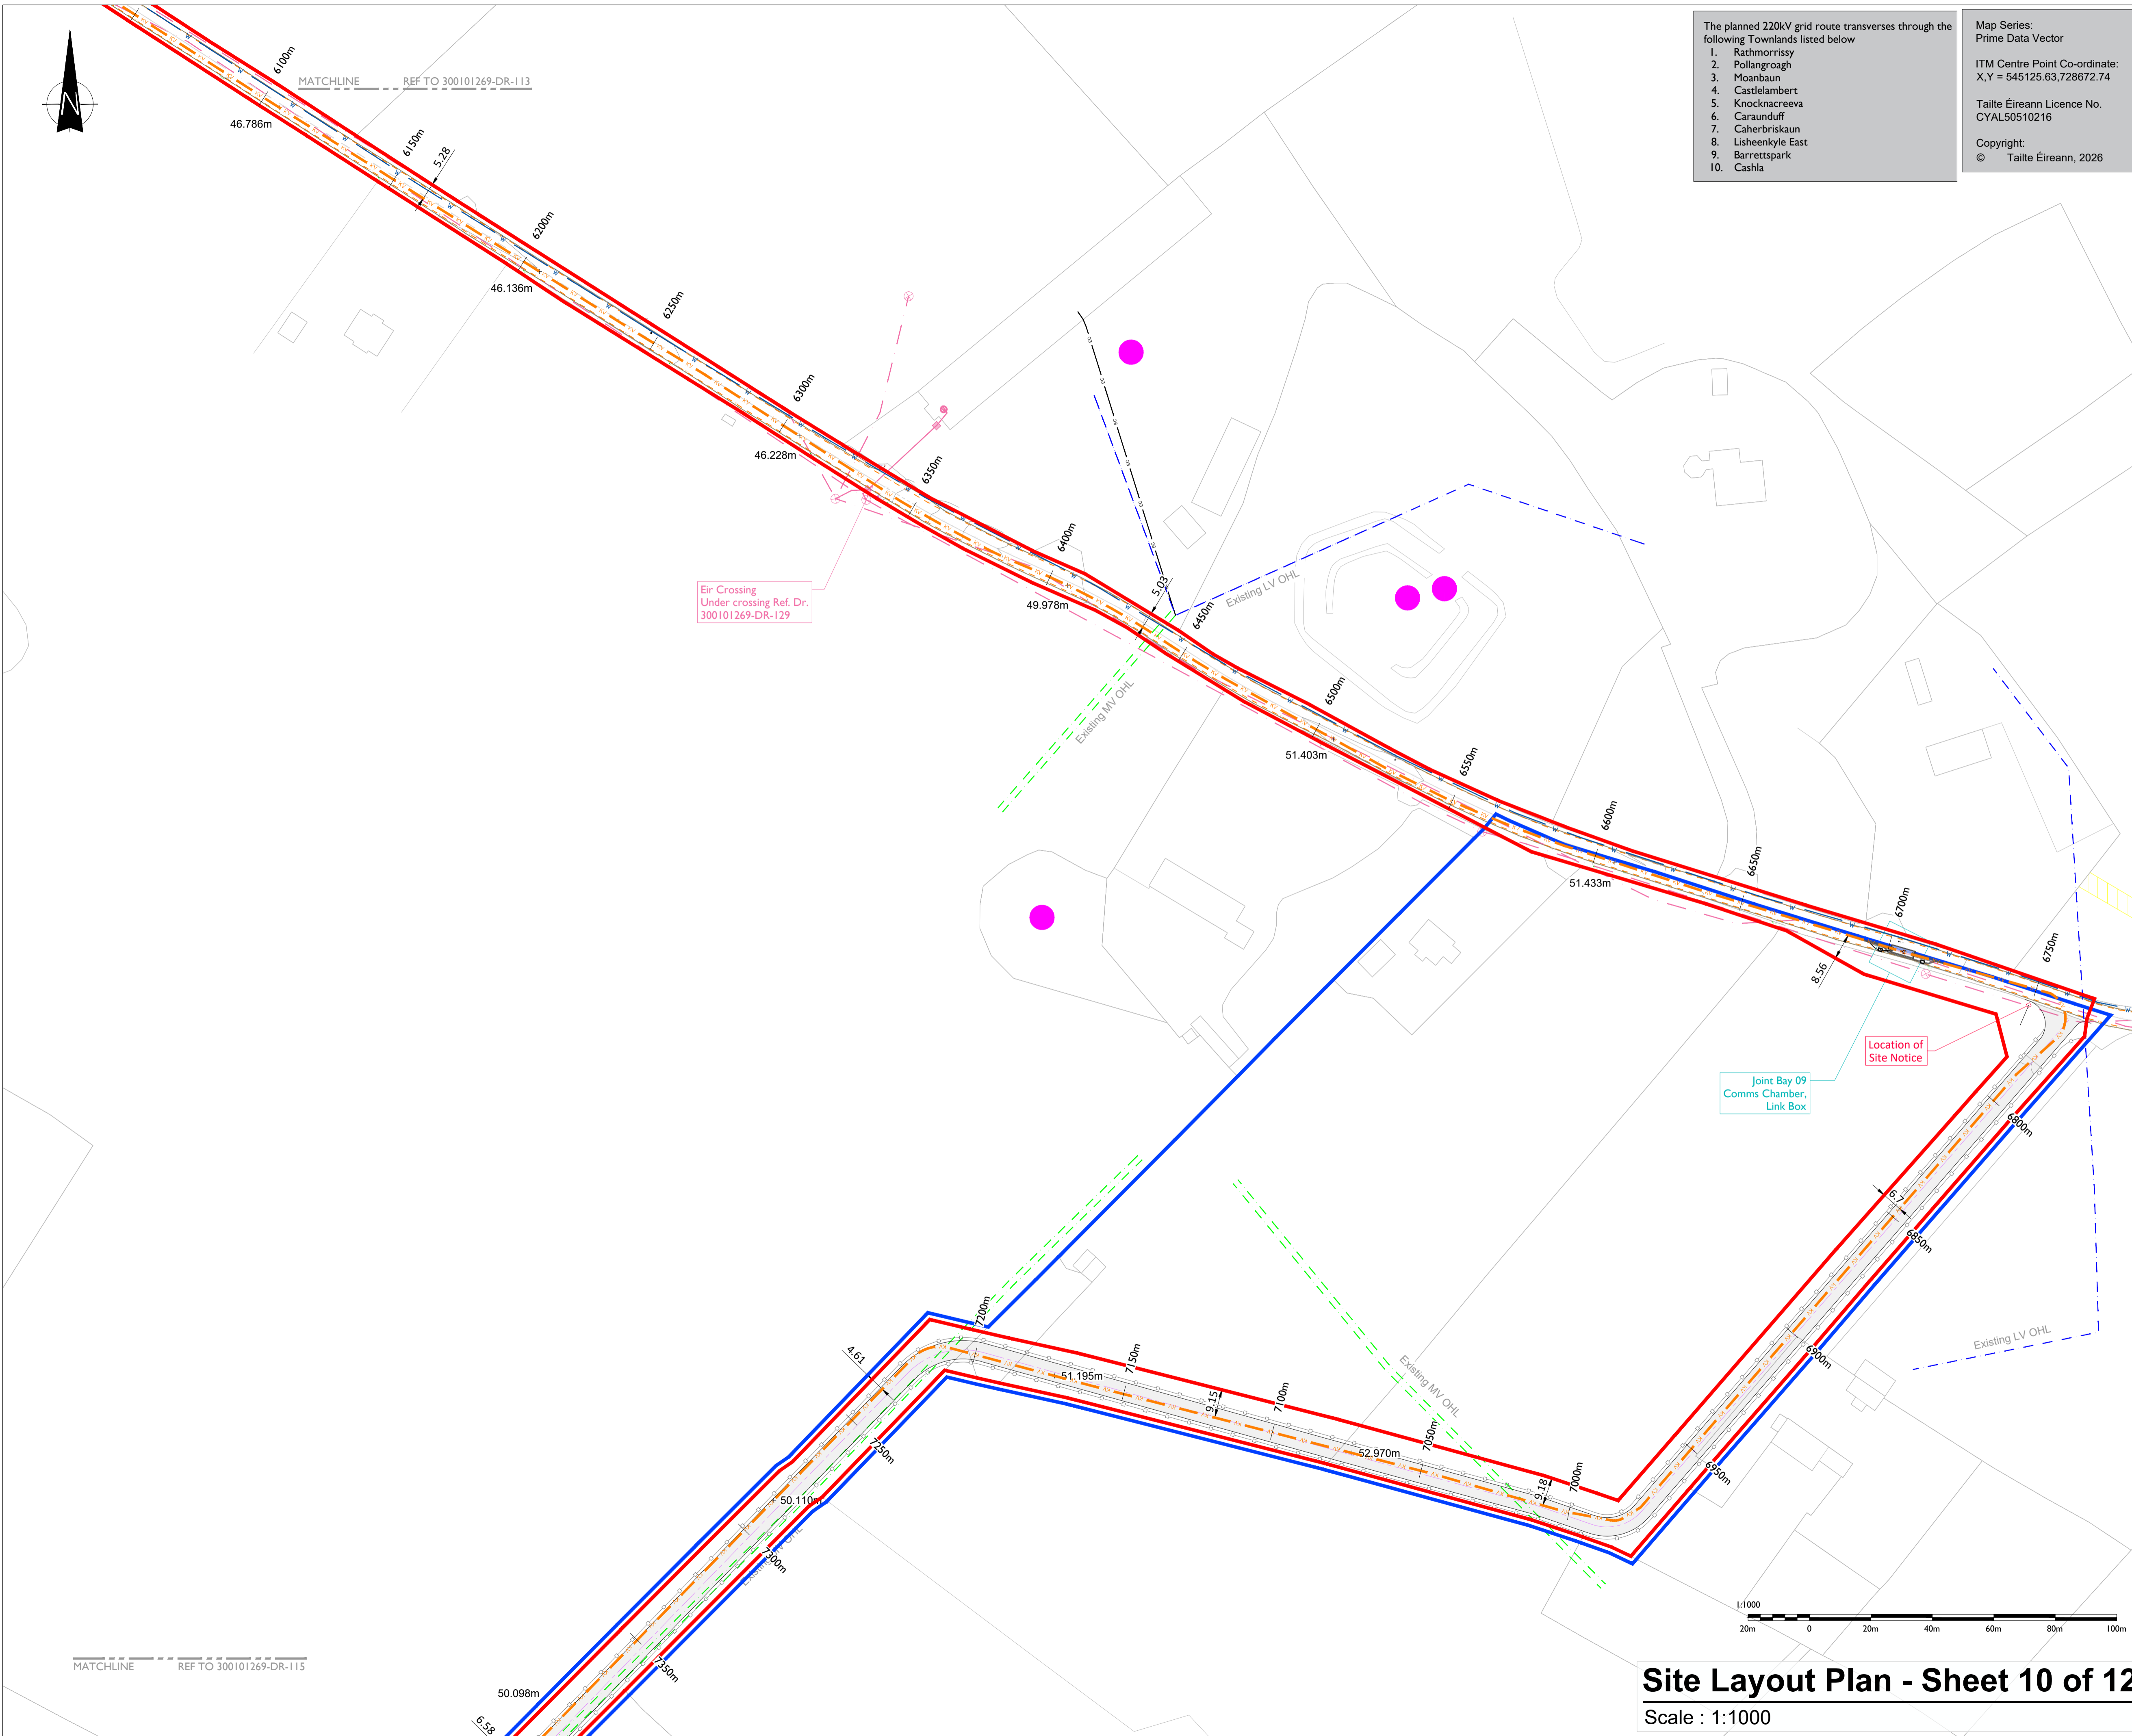 The planned 220kV grid route transverses through the
following Townlands listed below
1. Rathmorrissy
2. Pollangroagh
3. Moanbaun
4. Castlelambert
5. Knocknacreeva
6. Caraunduff
7. Caherbriskaun
8. Lisheenkyle East
9. Barrettspark
10. Cashla
Map Series:
Prime Data Vector
ITM Centre Point Co-ordinate:
X,Y = 545125.63,728672.74
Tailte Éireann Licence No.
CYAL50510216
Copyright:
© Tailte Éireann, 2026
N
MATCHLINE REF TO 300101269-DR-113
6100m
46.786m
6150m
5.28
6200m
46.136m
6250m
6300m
46.228m
6350m
6400m
49.978m
5.03
6450m
Existing LV OHL
Eir Crossing
Under crossing Ref. Dr.
300101269-DR-129
Existing MV OHL
6500m
51.403m
6550m
6600m
51.433m
6650m
6700m
8.56
6750m
Location of
Site Notice
Joint Bay 09
Comms Chamber,
Link Box
6800m
6.7
6850m
6900m
Existing LV OHL
6950m
7000m
9.18
Existing MV OHL
7050m
52.970m
7100m
9.15
7150m
51.195m
7200m
4.61
7250m
50.110m
7300m
7350m
50.098m
6.58
MATCHLINE REF TO 300101269-DR-115
1:1000
20m 0 20m 40m 60m 80m 100m
Site Layout Plan - Sheet 10 of 12
Scale : 1:1000